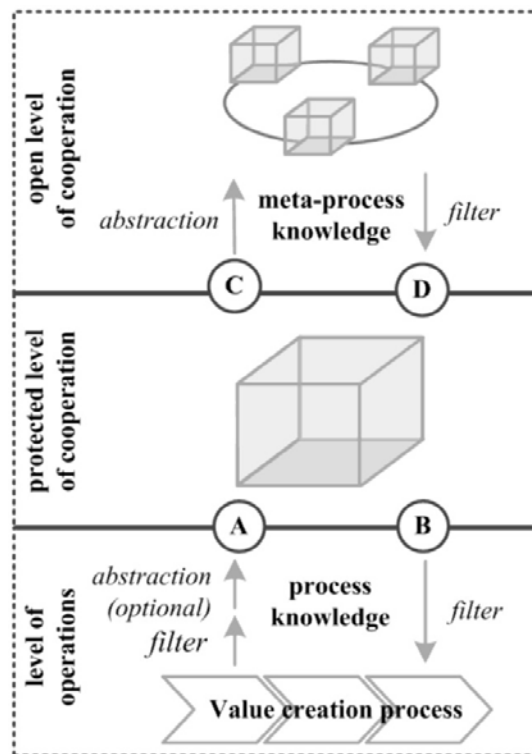 open level
of cooperation
abstraction
meta-process
knowledge
filter
C
D
protected level
of cooperation
A
B
level of
operations
abstraction
(optional)
filter
process
knowledge
filter
Value creation process